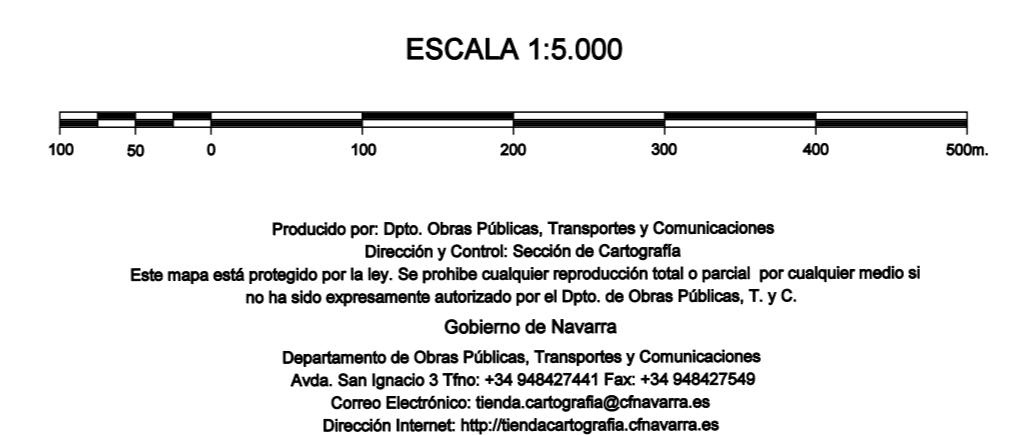 ESCALA 1:5.000
100 50 0 100 200 300 400 500m.
Producido por: Dpto. Obras Públicas, Transportes y Comunicaciones
Dirección y Control: Sección de Cartografía
Este mapa está protegido por la ley. Se prohibe cualquier reproducción total o parcial por cualquier medio si
no ha sido expresamente autorizado por el Dpto. de Obras Públicas, T. y C.
Gobierno de Navarra
Departamento de Obras Públicas, Transportes y Comunicaciones
Avda. San Ignacio 3 Tfno: +34 948427441 Fax: +34 948427549
Correo Electrónico: tienda.cartografia@cfnavarra.es
Dirección Internet: http://tiendacartografia.cfnavarra.es